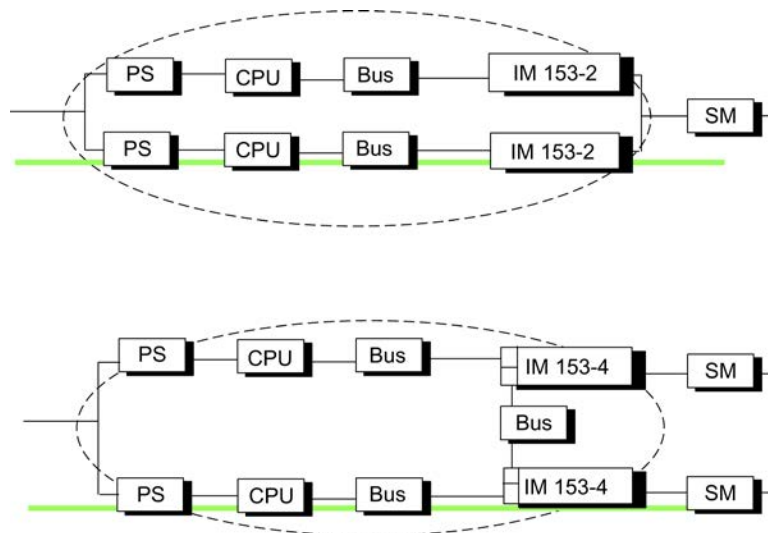 PS CPU Bus IM 153-2
SM
PS CPU Bus IM 153-2
PS CPU Bus IM 153-4 SM
Bus
PS CPU Bus IM 153-4 SM